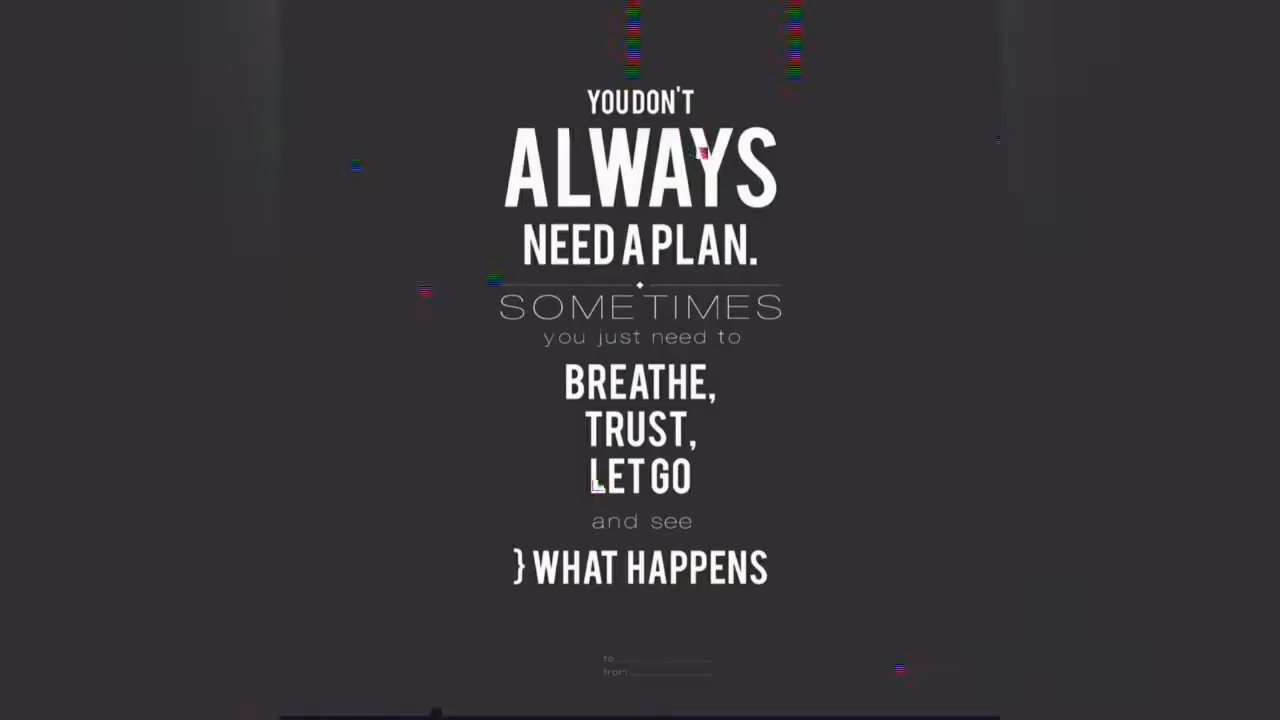 YOU DON'T
ALWAYS
NEED A PLAN.
SOMETIMES
you just need to
BREATHE,
TRUST,
LET GO
and see
} WHAT HAPPENS
to
from